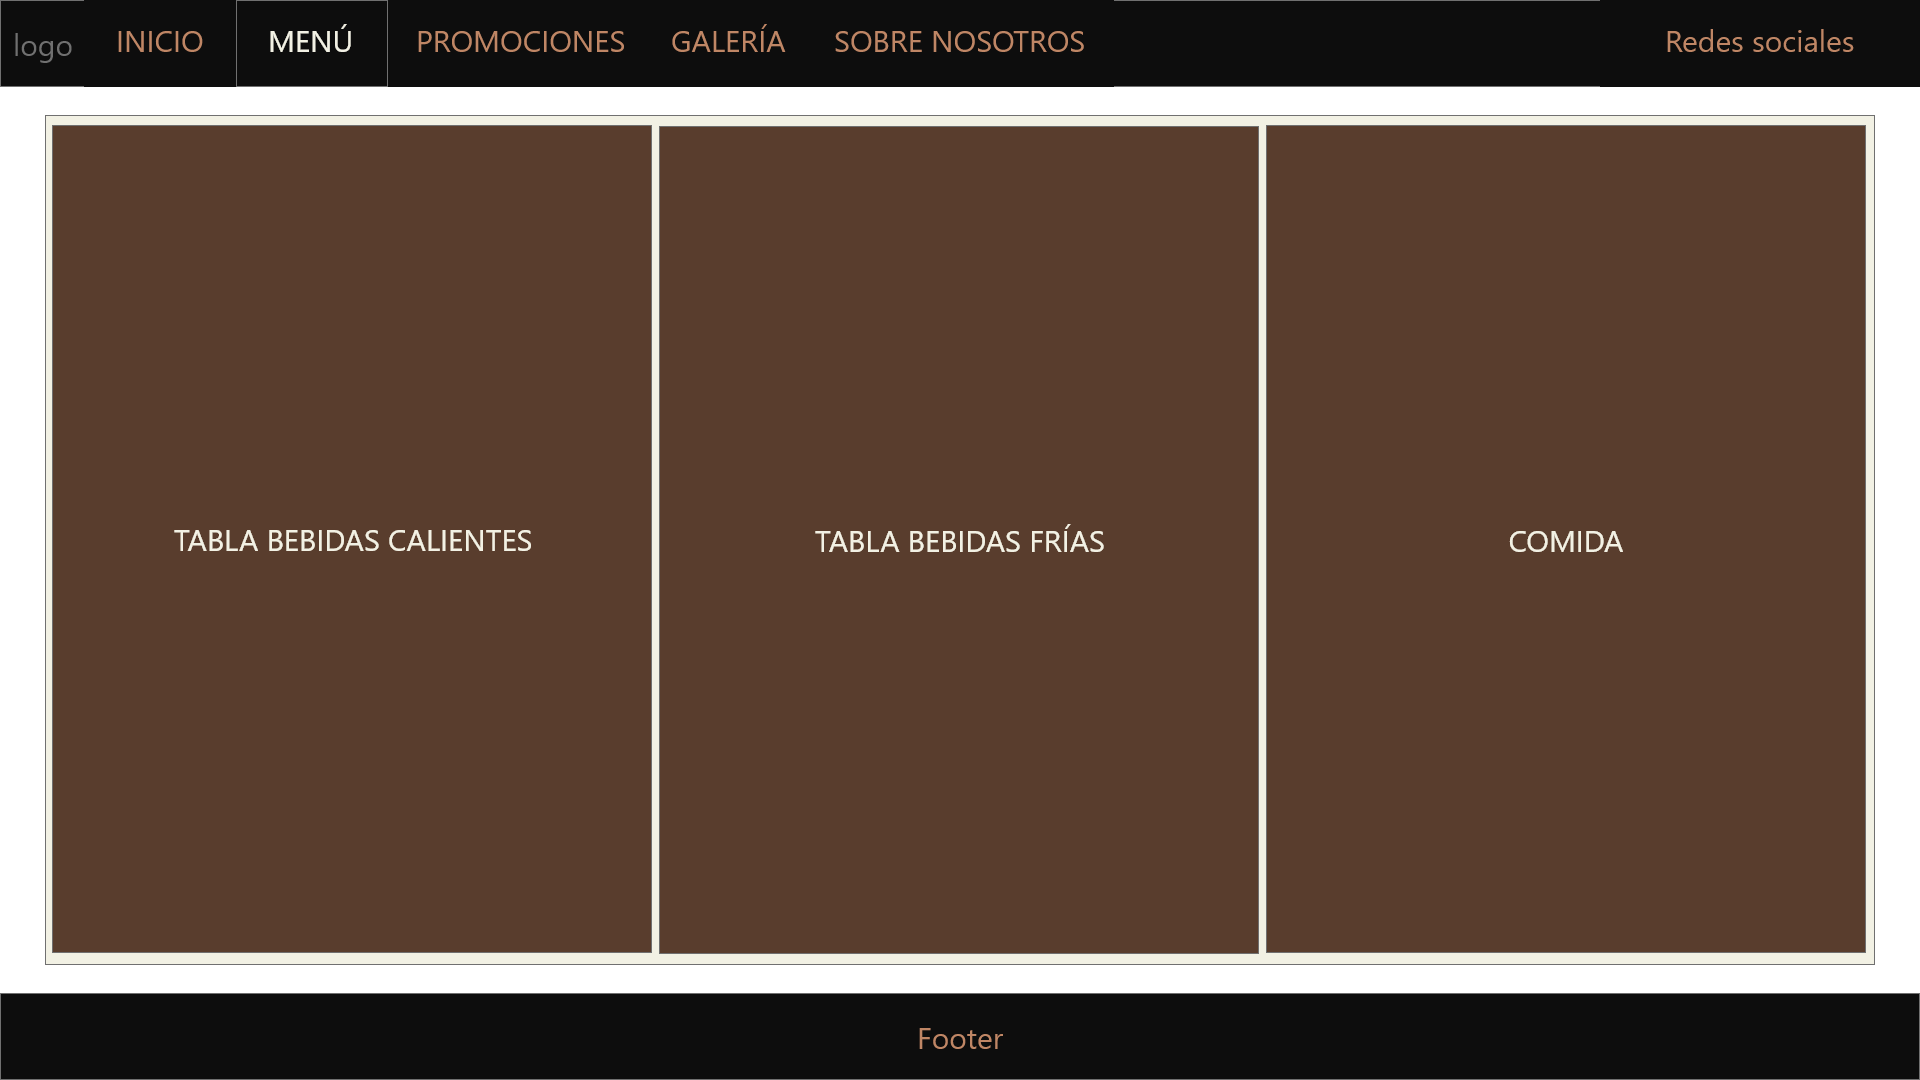 logo
INICIO
MENÚ
PROMOCIONES
GALERÍA
SOBRE NOSOTROS
Redes sociales
TABLA BEBIDAS CALIENTES
TABLA BEBIDAS FRÍAS
COMIDA
Footer